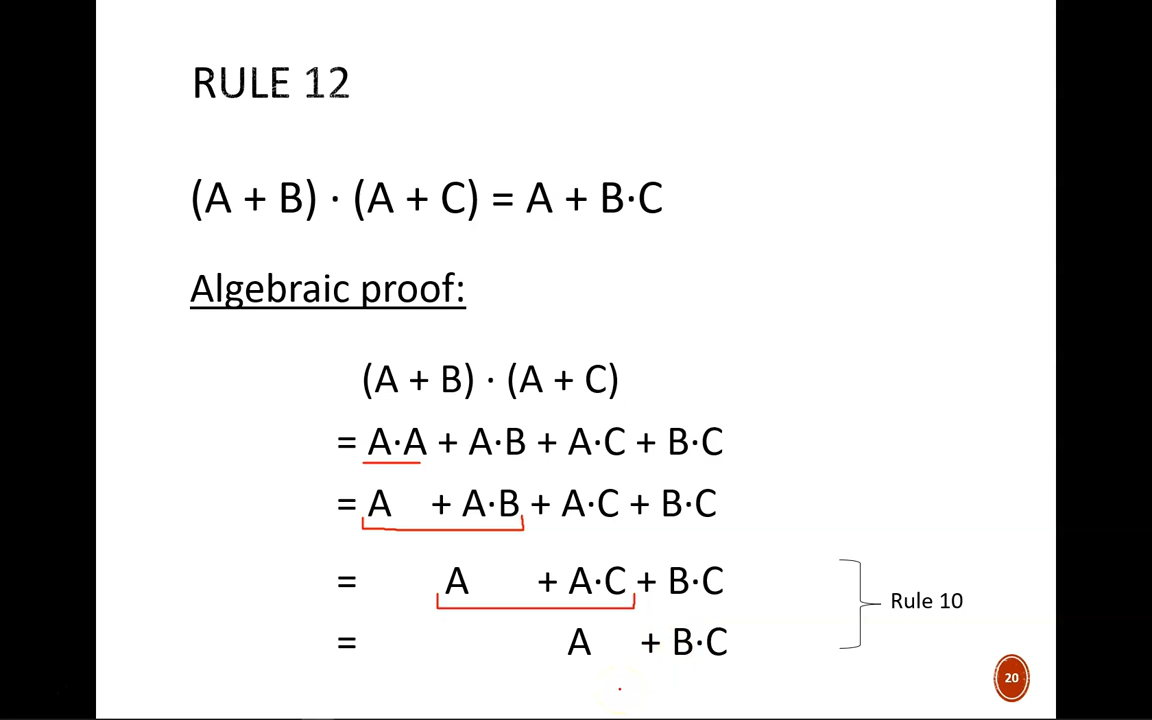 RULE 12
(A + B) · (A + C) = A + B·C
Algebraic proof:
(A + B) · (A + C)
= A·A + A·B + A·C + B·C
= A + A·B + A·C + B·C
= A + A·C + B·C
Rule 10
= A + B·C
20